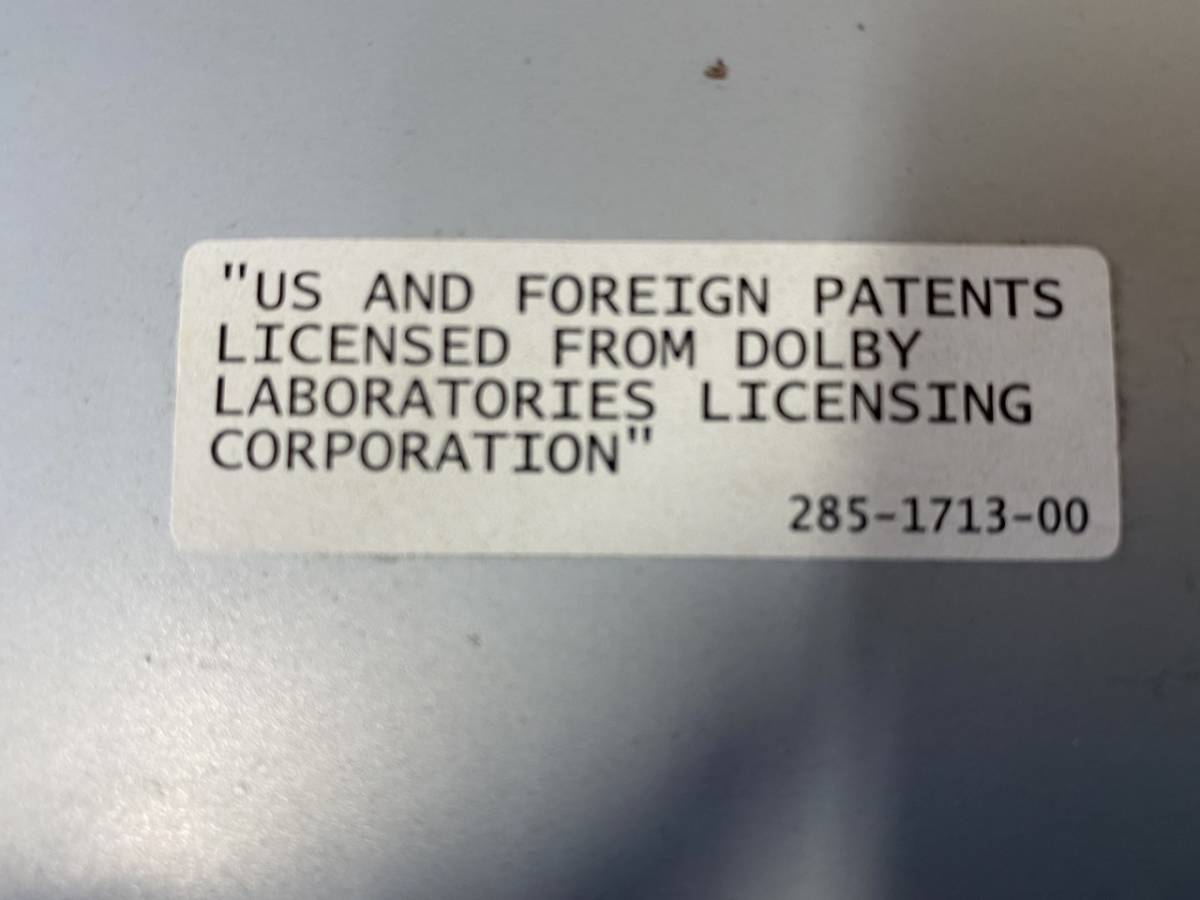 "US AND FOREIGN PATENTS
LICENSED FROM DOLBY
LABORATORIES LICENSING
CORPORATION"
285-1713-00